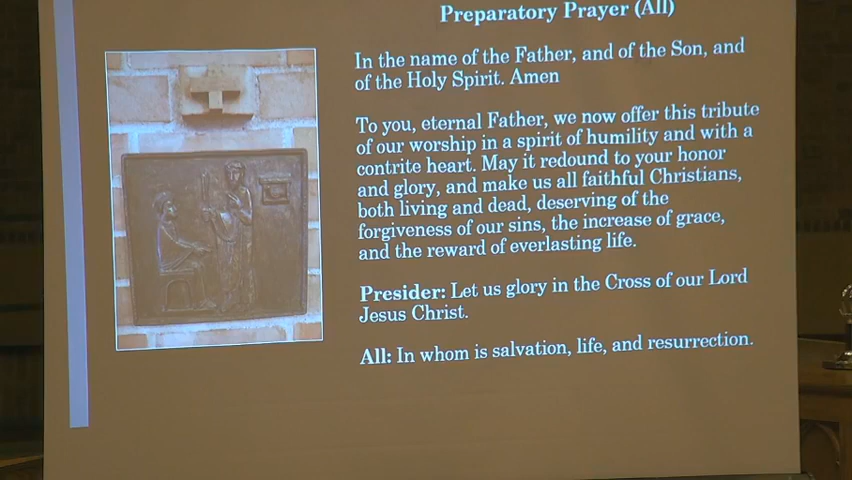 Preparatory Prayer (All)
In the name of the Father, and of the Son, and
of the Holy Spirit. Amen
To you, eternal Father, we now offer this tribute
of our worship in a spirit of humility and with a
contrite heart. May it redound to your honor
and glory, and make us all faithful Christians,
both living and dead, deserving of the
forgiveness of our sins, the increase of grace,
and the reward of everlasting life.
Presider: Let us glory in the Cross of our Lord
Jesus Christ.
All: In whom is salvation, life, and resurrection.